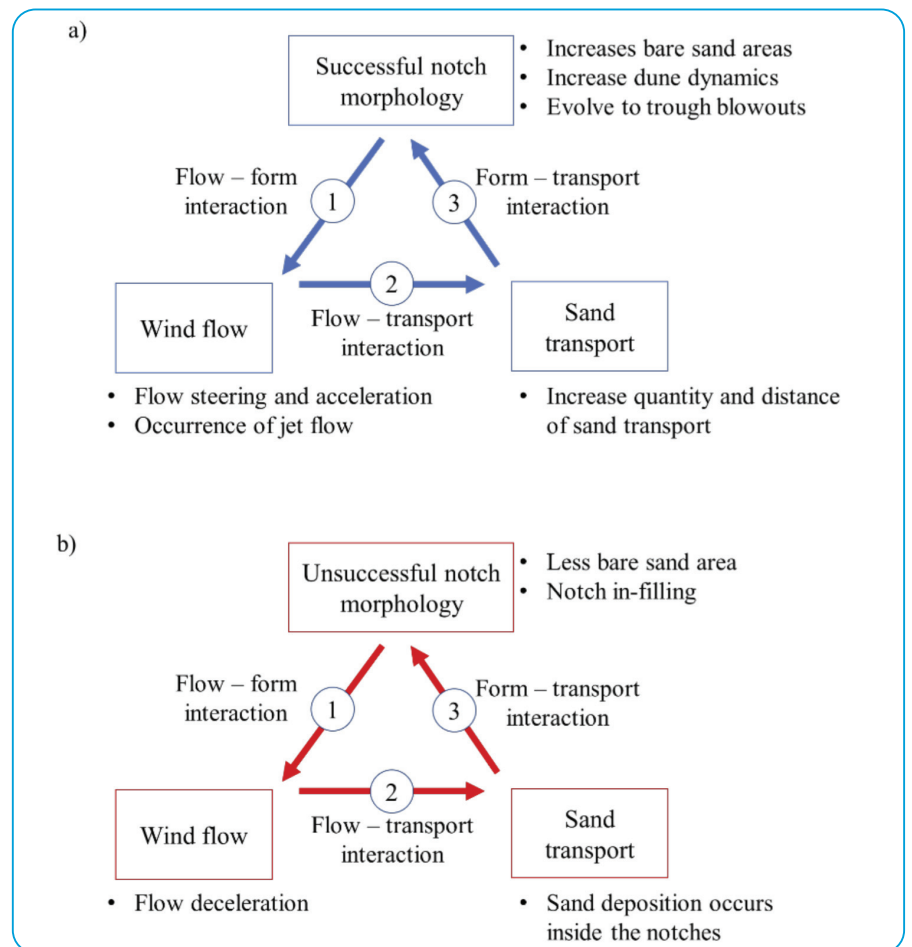 a)
Successful notch
morphology
• Increases bare sand areas
• Increase dune dynamics
• Evolve to trough blowouts
Flow – form
interaction
1
3
Form – transport
interaction
2
Wind flow
Flow – transport
interaction
Sand
transport
• Flow steering and acceleration
• Occurrence of jet flow
• Increase quantity and distance
of sand transport
b)
Unsuccessful notch
morphology
• Less bare sand area
• Notch in-filling
Flow – form
interaction
1
3
Form – transport
interaction
2
Wind flow
Flow – transport
interaction
Sand
transport
• Flow deceleration
• Sand deposition occurs
inside the notches